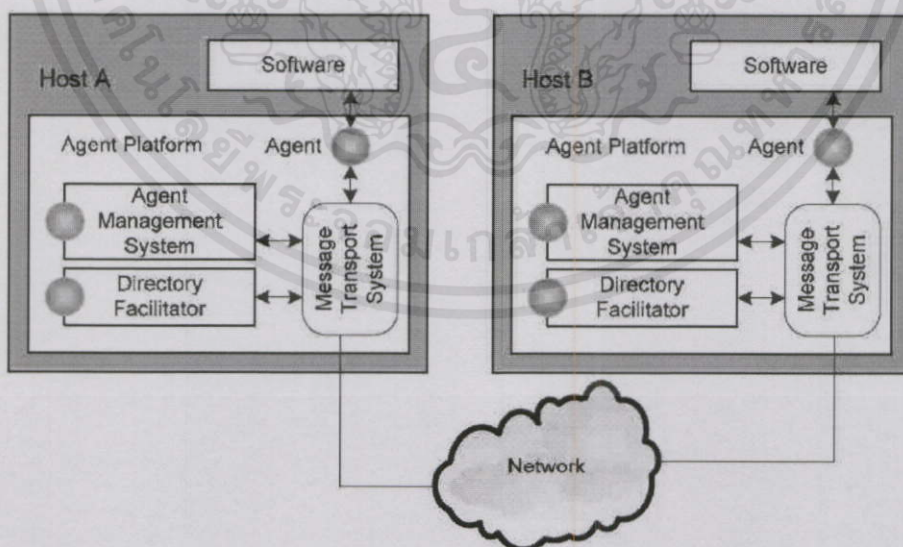 Host A
Software
Agent Platform
Agent
Agent
Management
System
Directory
Facilitator
Message
Transport
System
Host B
Software
Agent Platform
Agent
Agent
Management
System
Directory
Facilitator
Message
Transport
System
Network